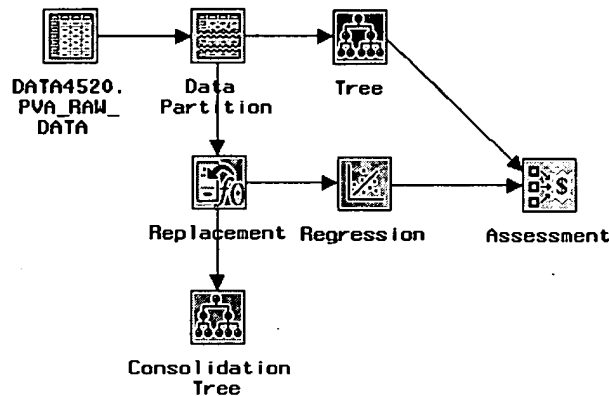 DATA4520.
PVA_RAW_
DATA
Data
Partition
Tree
Replacement
Regression
Assessment
Consolidation
Tree